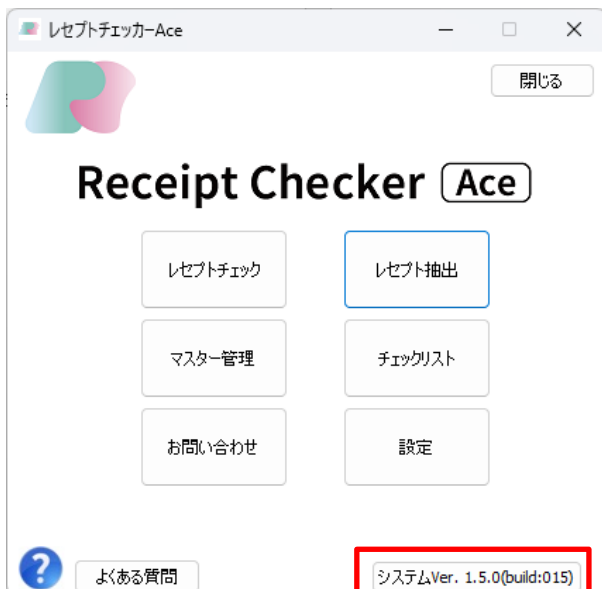 レセプトチェッカーAce
閉じる
Receipt Checker Ace
レセプトチェック
レセプト抽出
マスター管理
チェックリスト
お問い合わせ
設定
?
よくある質問
システムVer. 1.5.0(build:015)